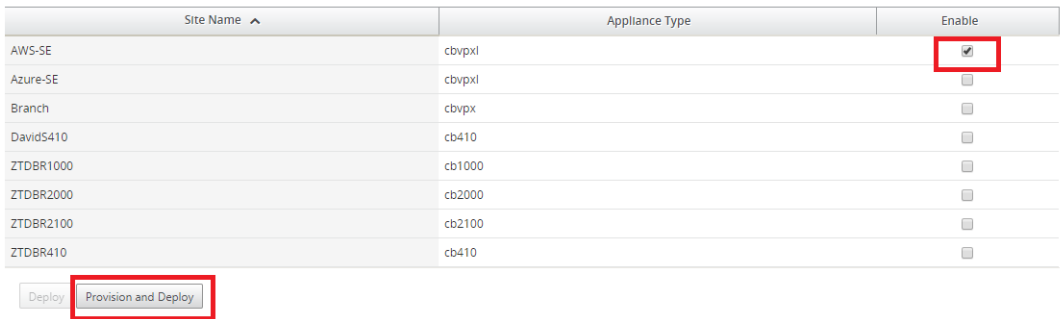 Site Name Appliance Type Enable
AWS-SE cbvpxl
Azure-SE cbvpxl
Branch cbvpx
DavidS410 cb410
ZTDBR1000 cb1000
ZTDBR2000 cb2000
ZTDBR2100 cb2100
ZTDBR410 cb410
Deploy Provision and Deploy